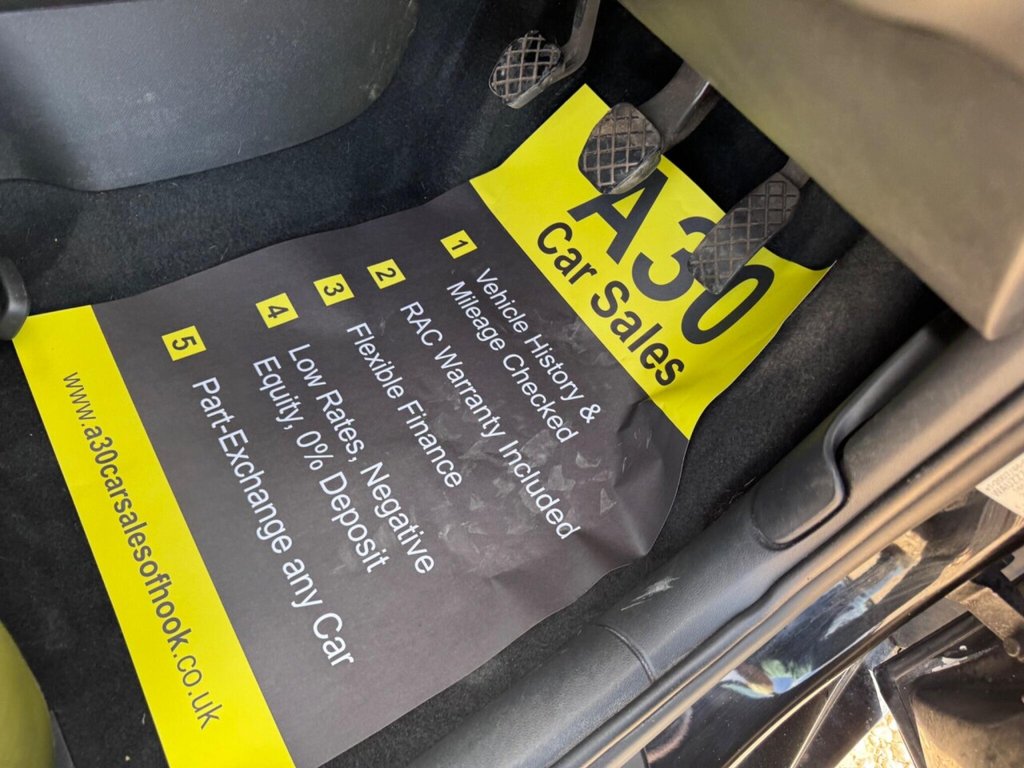 A30
Car Sales
1
Vehicle History &
Mileage Checked
2
RAC Warranty Included
3
Flexible Finance
4
Low Rates, Negative
Equity, 0% Deposit
5
Part-Exchange any Car
www.a30carsalesofhook.co.uk